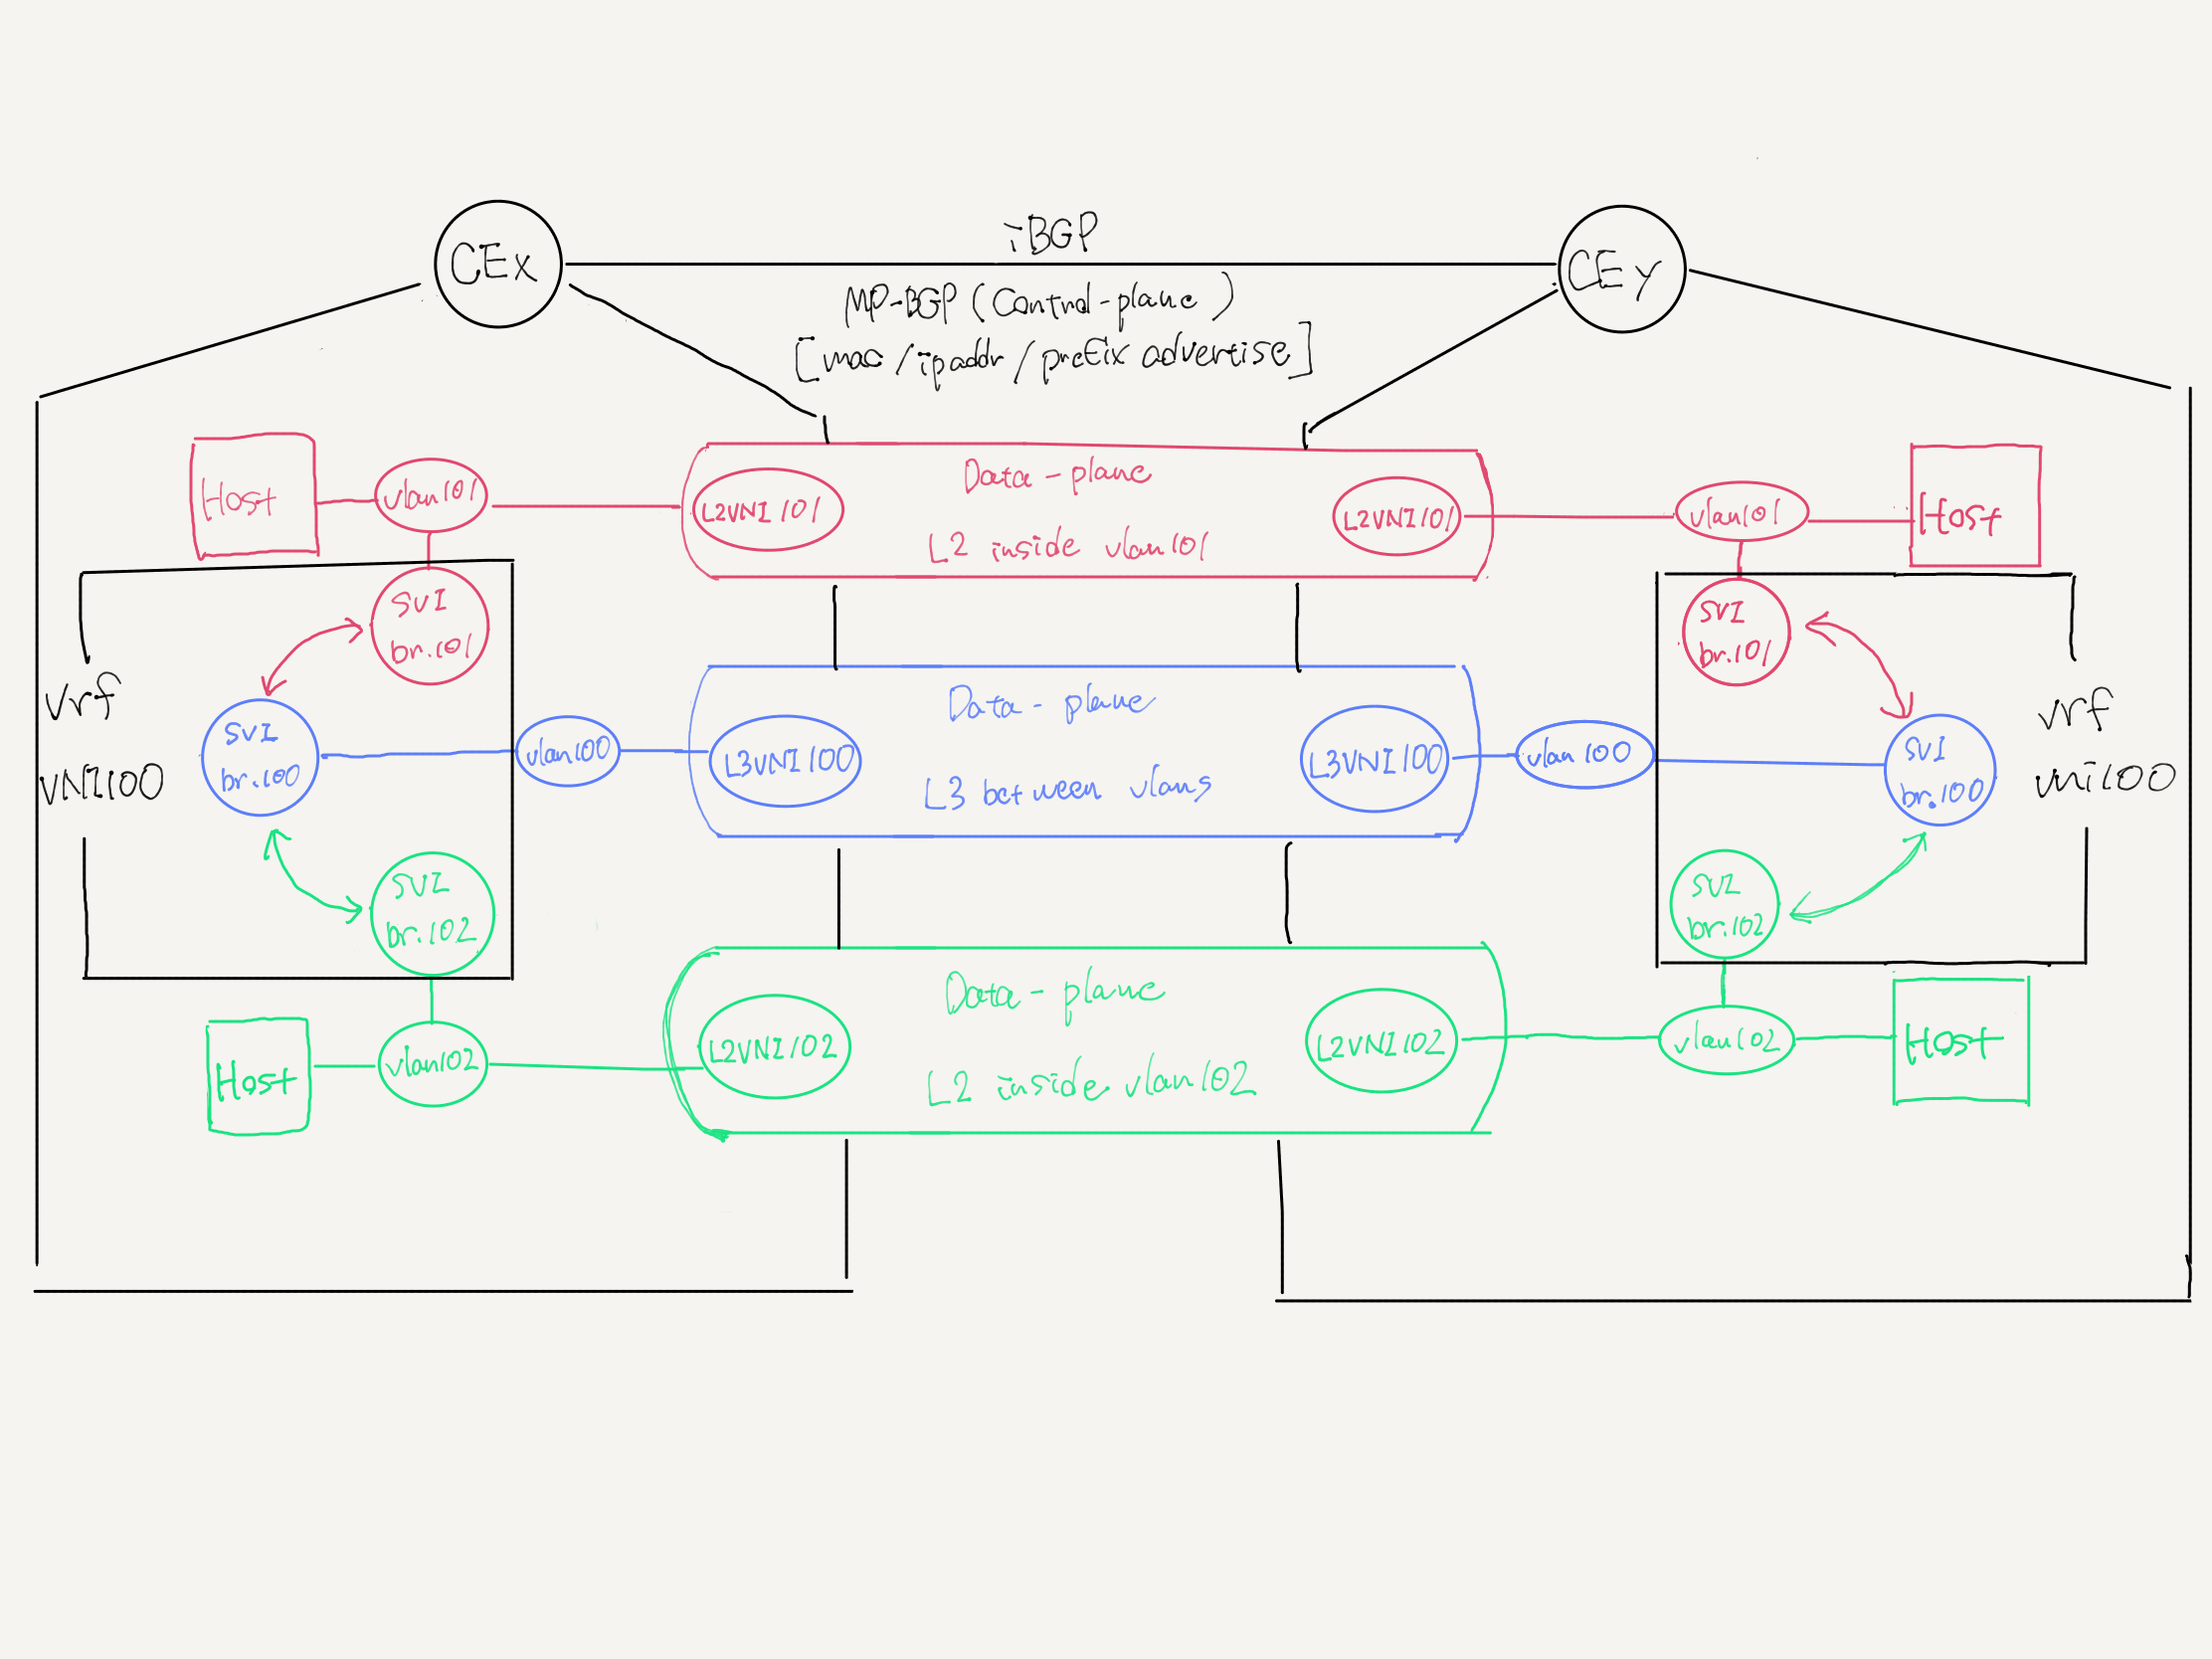 CEx
iBGP
CEy
MP-BGP (Control-plane)
[mac/ipaddr/prefix advertise]
Host
vlan101
L2VNI 101
Data-plane
L2 inside vlan101
L2VNI101
vlan101
Host
SVI
br.101
SVI
br.101
vrf
VNI100
SVI
br.100
vlan100
L3VNI100
Data-plane
L3 between vlans
L3VNI100
vlan100
SVI
br.100
vrf
vni100
SVI
br.102
SVI
br.102
Host
vlan102
L2VNI102
Data-plane
L2 inside vlan102
L2VNI102
vlan102
Host